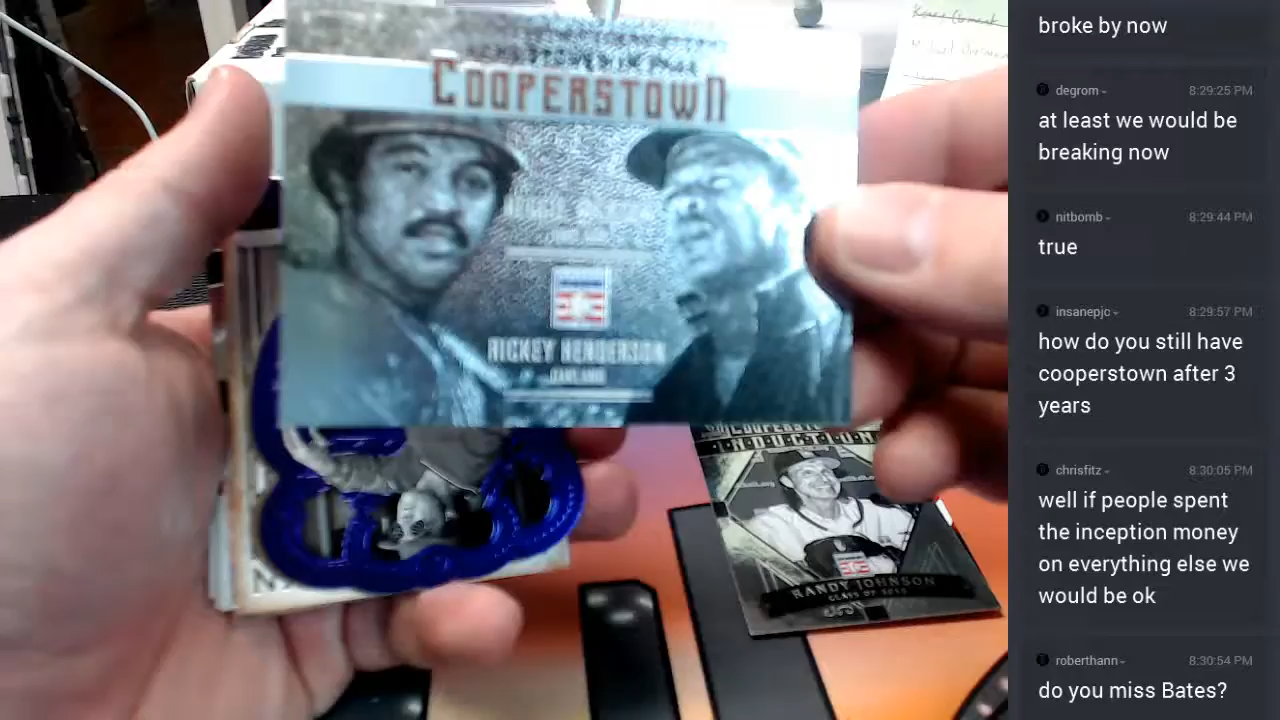 COOPERSTOWN
RICKEY HENDERSON
OAKLAND
COOPERSTOWN
INDUCTION
RANDY JOHNSON
CLASS OF 2015
broke by now
degrom 8:29:25 PM
at least we would be
breaking now
nitbomb 8:29:44 PM
true
insanepjc 8:29:57 PM
how do you still have
cooperstown after 3
years
chrisfitz 8:30:05 PM
well if people spent
the inception money
on everything else we
would be ok
roberthann 8:30:54 PM
do you miss Bates?